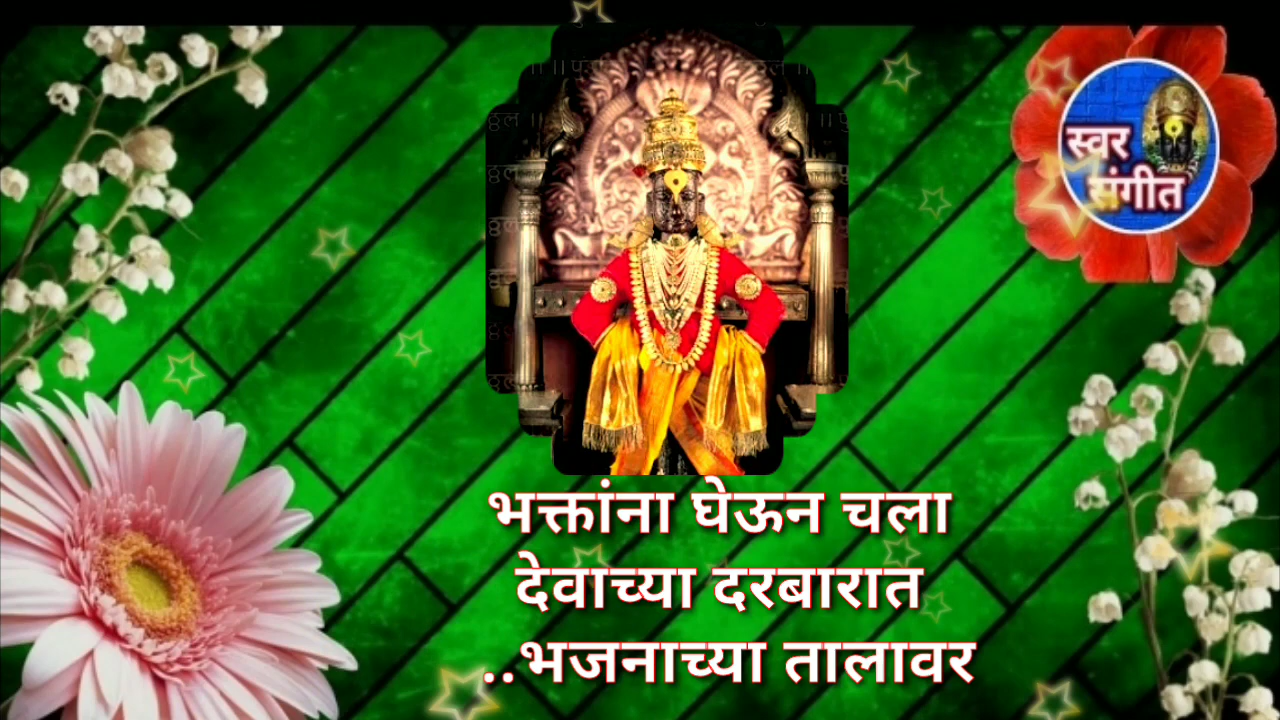 स्वर
संगीत
भक्तांना घेऊन चला
देवाच्या दरबारात
..भजनाच्या तालावर